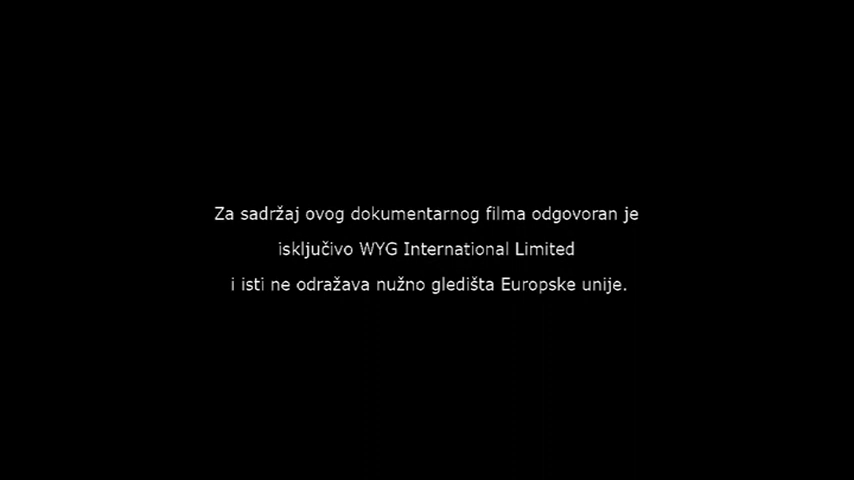 Za sadržaj ovog dokumentarnog filma odgovoran je
isključivo WYG International Limited
i isti ne odražava nužno gledišta Europske unije.